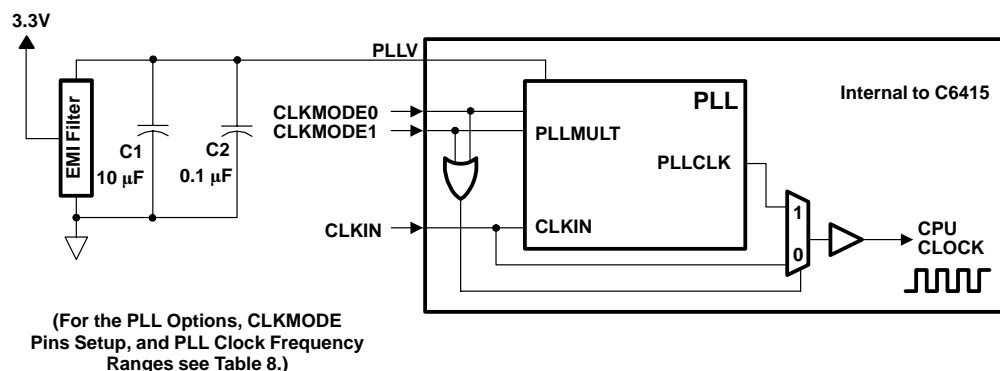 3.3V
PLLV
EMI Filter
C1
10 μF
C2
0.1 μF
CLKMODE0
CLKMODE1
PLLMULT
PLL
Internal to C6415
PLLCLK
CLKIN
CLKIN
1
0
CPU
CLOCK
(For the PLL Options, CLKMODE
Pins Setup, and PLL Clock Frequency
Ranges see Table 8.)